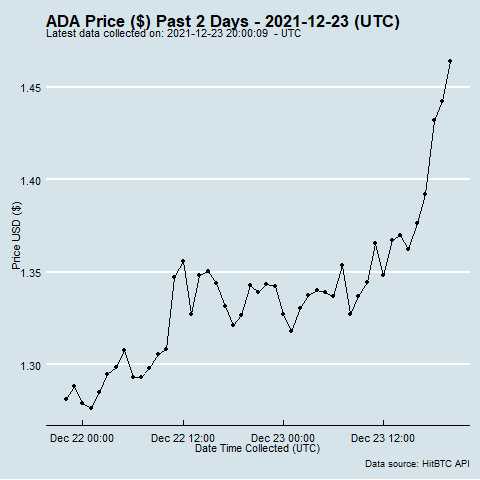 ADA Price ($) Past 2 Days - 2021-12-23 (UTC)
Latest data collected on: 2021-12-23 20:00:09 - UTC
1.45
1.40
1.35
1.30
Price USD ($)
Dec 22 00:00 Dec 22 12:00 Dec 23 00:00 Dec 23 12:00
Date Time Collected (UTC)
Data source: HitBTC API